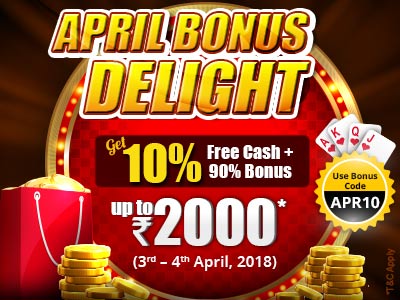 APRIL BONUS
DELIGHT
Get 10% Free Cash +
90% Bonus
up to
₹2000*
(3rd – 4th April, 2018)
A K Q J
Use Bonus
Code
APR10
*T&C Apply